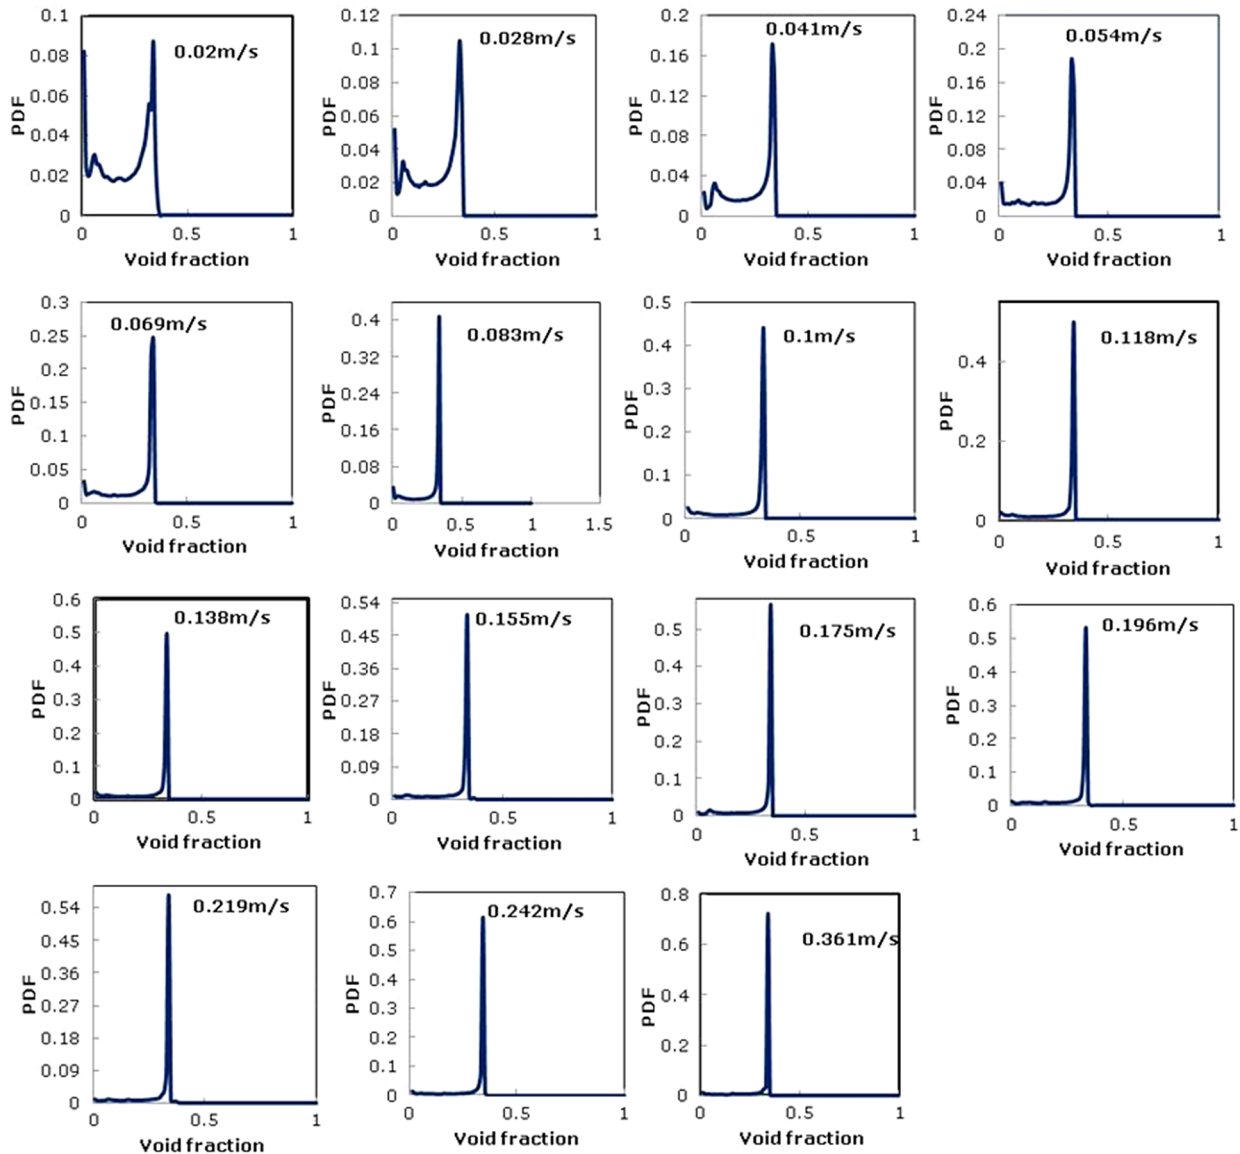 0.1
0.08
0.06
0.04
0.02
0
PDF
0.02m/s
0 0.5 1
Void fraction
0.12
0.1
0.08
0.06
0.04
0.02
0
PDF
0.028m/s
0 0.5 1
Void fraction
0.2
0.16
0.12
0.08
0.04
0
PDF
0.041m/s
0 0.5 1
Void fraction
0.24
0.2
0.16
0.12
0.08
0.04
0
PDF
0.054m/s
0 0.5 1
Void fraction
0.3
0.25
0.2
0.15
0.1
0.05
0
PDF
0.069m/s
0 0.5 1
Void fraction
0.4
0.32
0.24
0.16
0.08
0
PDF
0.083m/s
0 0.5 1 1.5
Void fraction
0.5
0.4
0.3
0.2
0.1
0
PDF
0.1m/s
0 0.5 1
Void fraction
0.4
0.2
0
PDF
0.118m/s
0 0.5 1
Void fraction
0.6
0.5
0.4
0.3
0.2
0.1
0
PDF
0.138m/s
0 0.5 1
Void fraction
0.54
0.45
0.36
0.27
0.18
0.09
0
PDF
0.155m/s
0 0.5 1
Void fraction
0.5
0.4
0.3
0.2
0.1
0
PDF
0.175m/s
0 0.5 1
Void fraction
0.6
0.5
0.4
0.3
0.2
0.1
0
PDF
0.196m/s
0 0.5 1
Void fraction
0.54
0.45
0.36
0.27
0.18
0.09
0
PDF
0.219m/s
0 0.5 1
Void fraction
0.7
0.6
0.5
0.4
0.3
0.2
0.1
0
PDF
0.242m/s
0 0.5 1
Void fraction
0.8
0.6
0.4
0.2
0
PDF
0.361m/s
0 0.5 1
Void fraction